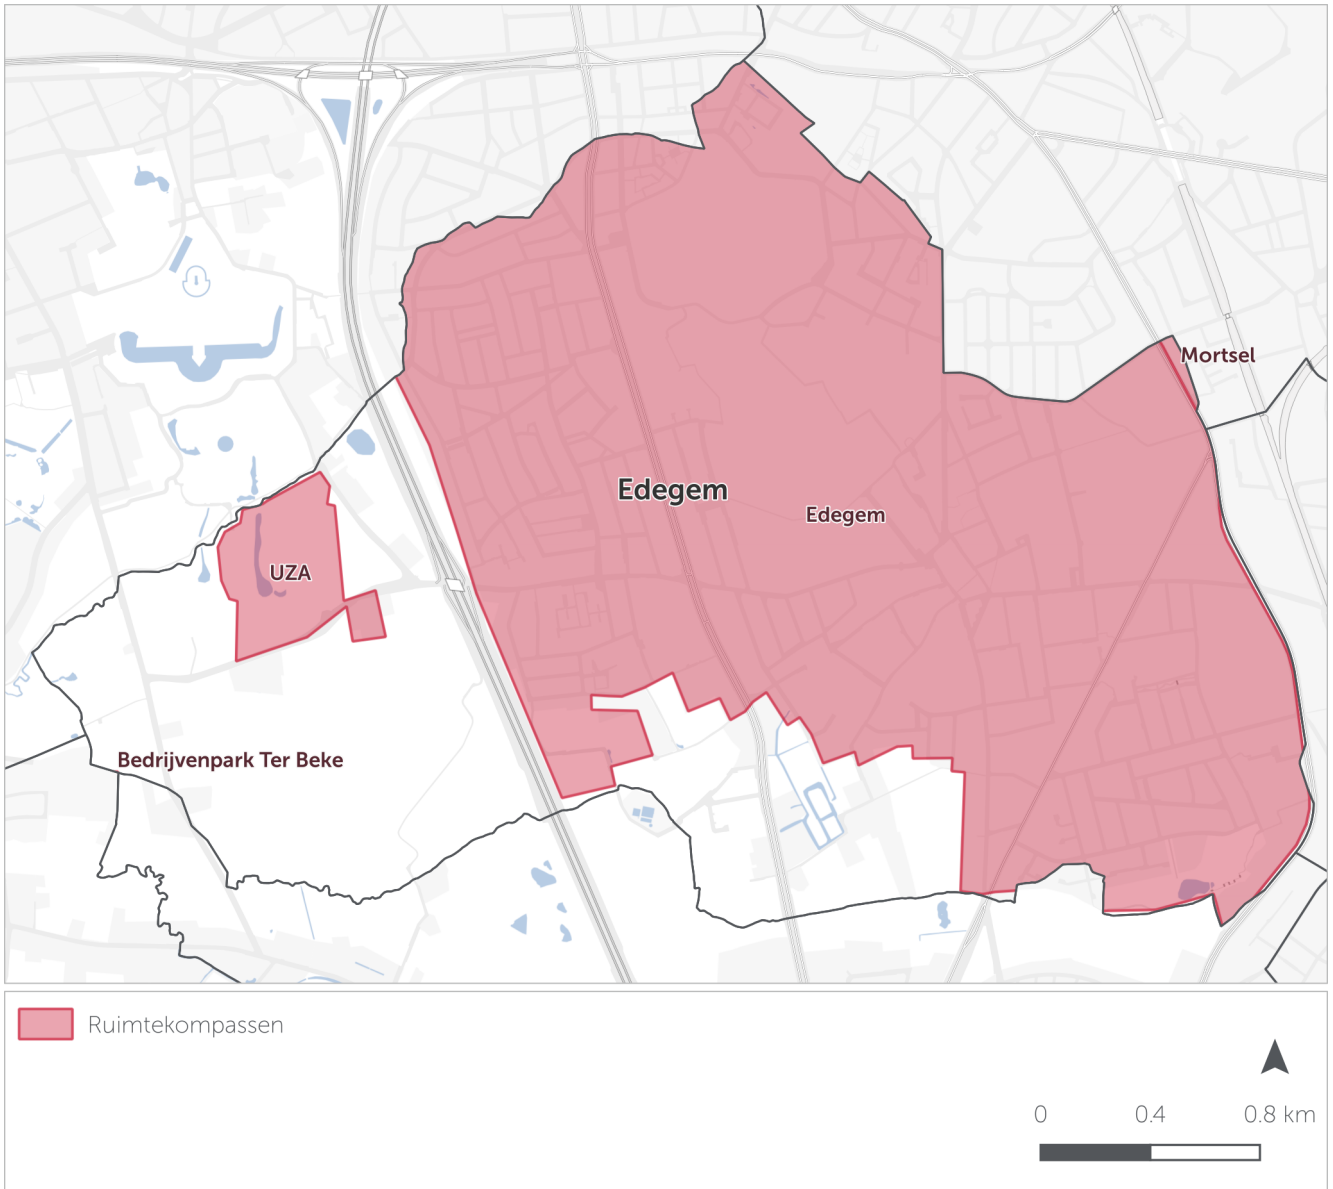 Mortsel
Edegem
Edegem
UZA
Bedrijvenpark Ter Beke
Ruimtekompassen
0 0.4 0.8 km